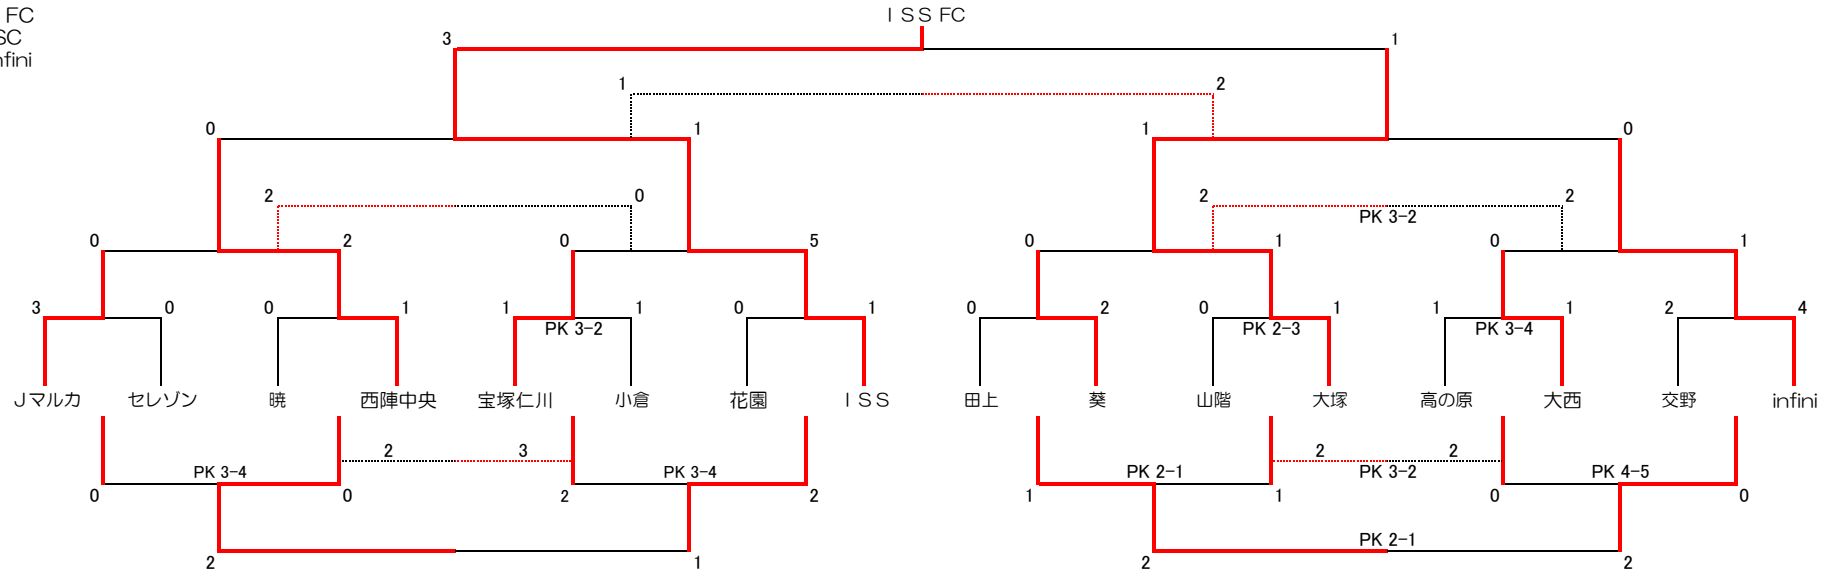 FC
SC
nfini
ISS FC
3 1
1 2
0 1 1 0
2 0 2 2
PK 3-2
0 2 0 5 0 1 0 1
3 0 0 1 1 1 0 1 0 2 0 1 1 1 2 4
PK 3-2 PK 2-3 PK 3-4
Jマルカ セレゾン 暁 西陣中央 宝塚仁川 小倉 花園 ISS 田上 葵 山階 大塚 高の原 大西 交野 infini
2 3 2 2
PK 3-4 PK 3-4 PK 2-1 PK 3-2 PK 4-5
0 0 2 2 1 1 0 0
PK 2-1
2 1 2 2